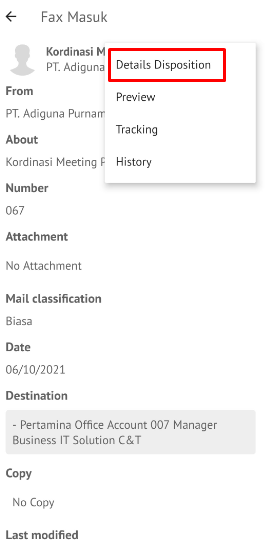 Fax Masuk
Kordinasi M
PT. Adiguna
Details Disposition
Preview
Tracking
History
From
PT. Adiguna Purnam
About
Kordinasi Meeting P
Number
067
Attachment
No Attachment
Mail classification
Biasa
Date
06/10/2021
Destination
- Pertamina Office Account 007 Manager
Business IT Solution C&T
Copy
No Copy
Last modified